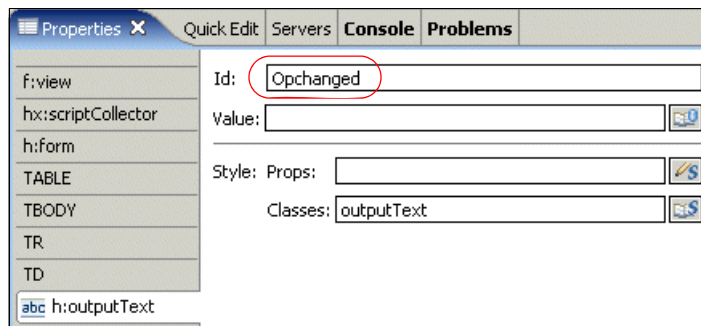 Properties Quick Edit Servers Console Problems
f:view
hx:scriptCollector
h:form
TABLE
TBODY
TR
TD
abc h:outputText
Id: Opchanged
Value:
Style: Props:
Classes: outputText